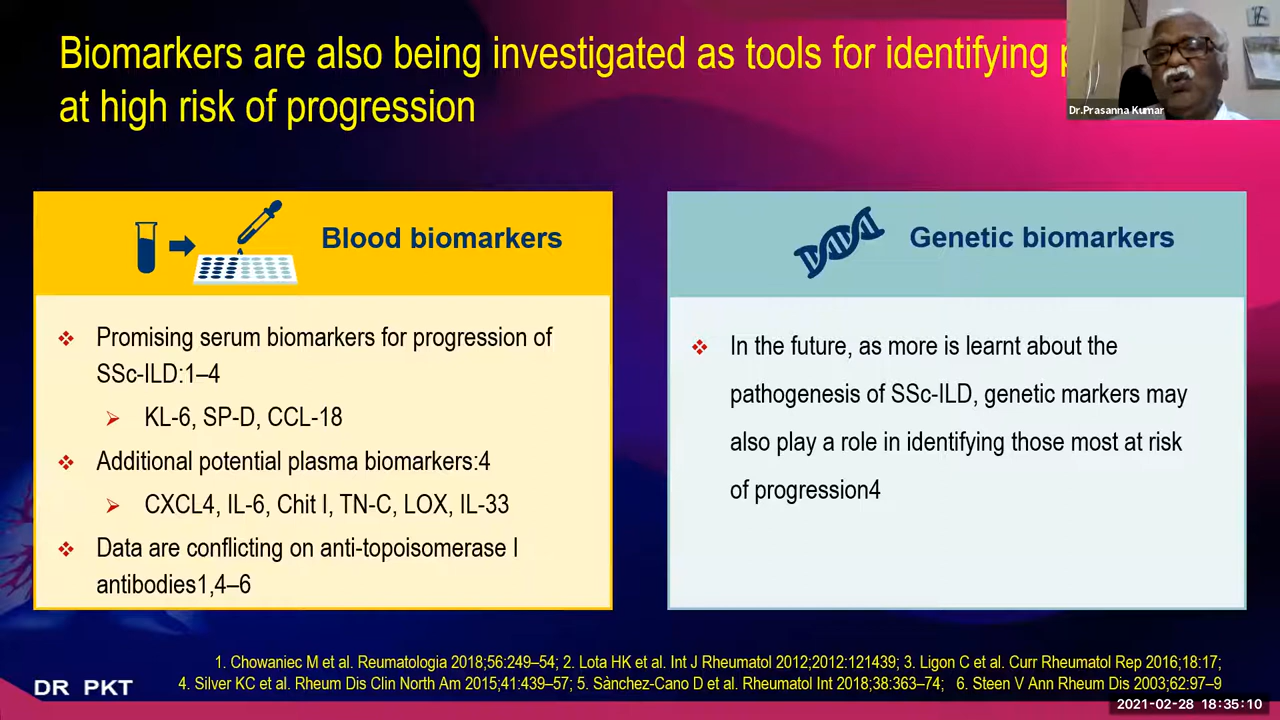 Biomarkers are also being investigated as tools for identifying
at high risk of progression
Dr.Prasanna Kumar
Blood biomarkers
Promising serum biomarkers for progression of
SSc-ILD:1–4
KL-6, SP-D, CCL-18
Additional potential plasma biomarkers:4
CXCL4, IL-6, Chit I, TN-C, LOX, IL-33
Data are conflicting on anti-topoisomerase I
antibodies1,4–6
Genetic biomarkers
In the future, as more is learnt about the
pathogenesis of SSc-ILD, genetic markers may
also play a role in identifying those most at risk
of progression4
1. Chowaniec M et al. Reumatologia 2018;56:249–54; 2. Lota HK et al. Int J Rheumatol 2012;2012:121439; 3. Ligon C et al. Curr Rheumatol Rep 2016;18:17;
4. Silver KC et al. Rheum Dis Clin North Am 2015;41:439–57; 5. Sànchez-Cano D et al. Rheumatol Int 2018;38:363–74; 6. Steen V Ann Rheum Dis 2003;62:97–9
DR PKT
2021-02-28 18:35:10